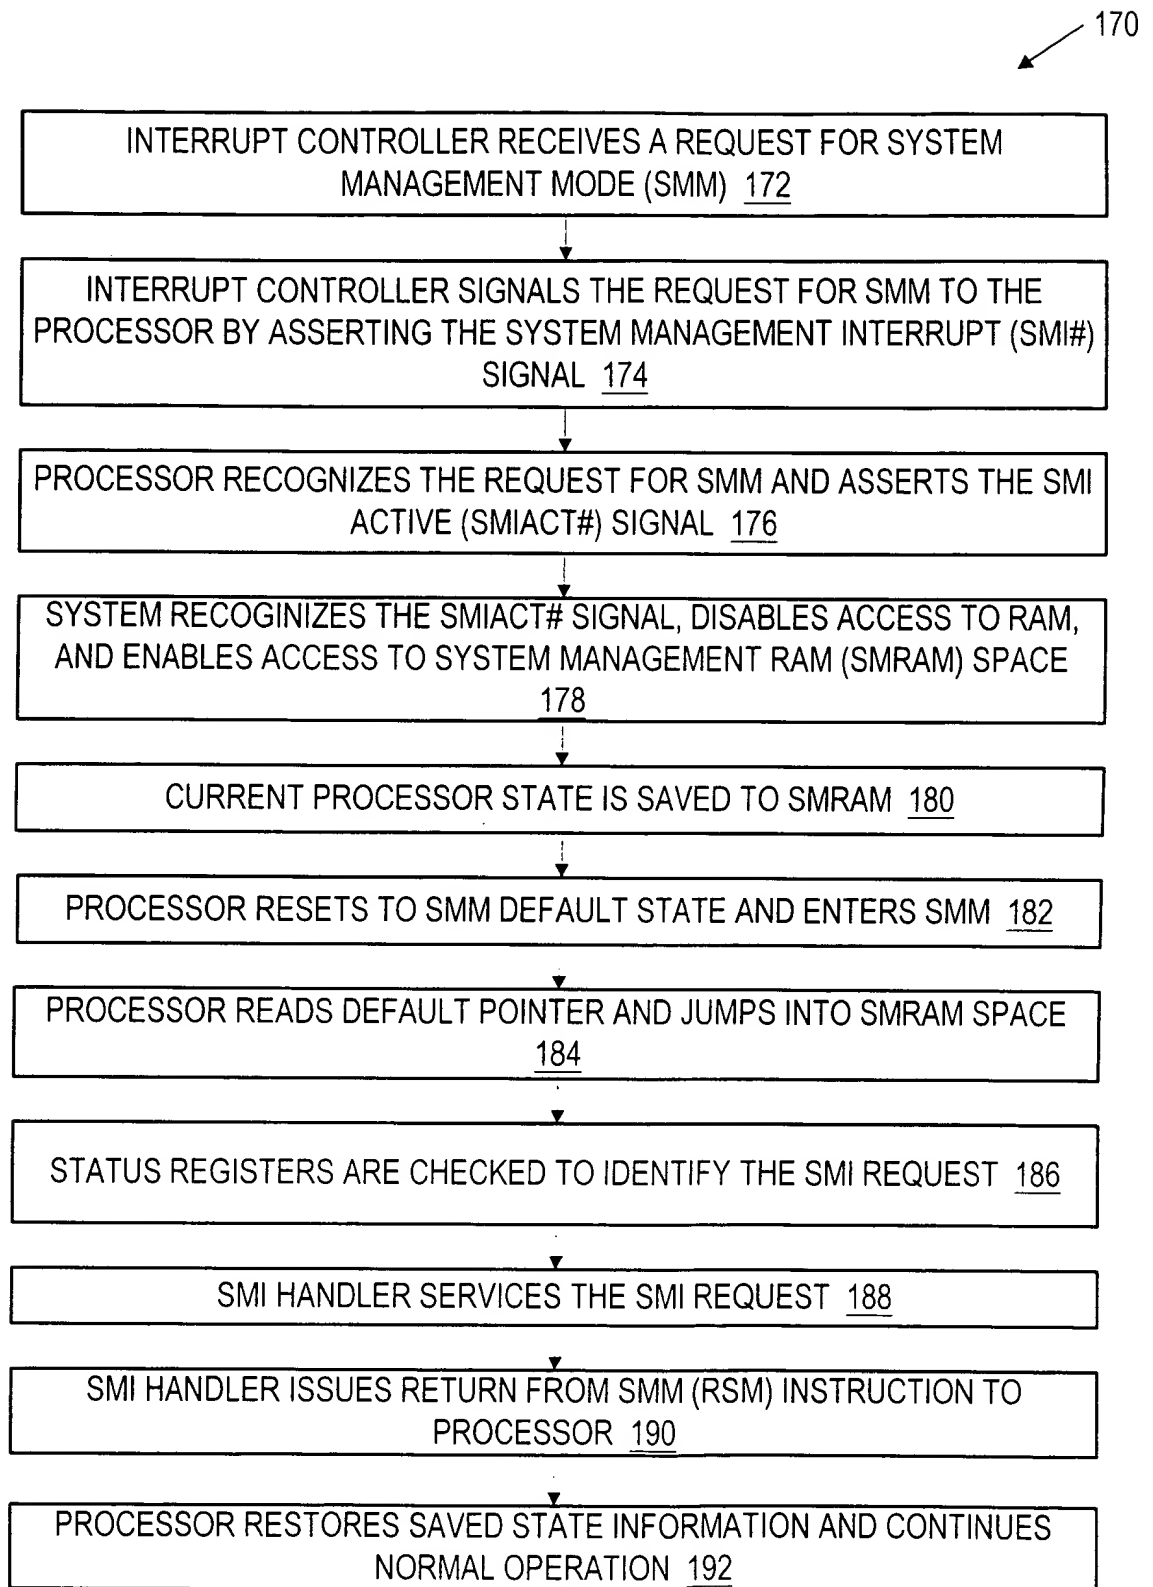 170
INTERRUPT CONTROLLER RECEIVES A REQUEST FOR SYSTEM
MANAGEMENT MODE (SMM) 172
INTERRUPT CONTROLLER SIGNALS THE REQUEST FOR SMM TO THE
PROCESSOR BY ASSERTING THE SYSTEM MANAGEMENT INTERRUPT (SMI#)
SIGNAL 174
PROCESSOR RECOGNIZES THE REQUEST FOR SMM AND ASSERTS THE SMI
ACTIVE (SMIACT#) SIGNAL 176
SYSTEM RECOGINIZES THE SMIACT# SIGNAL, DISABLES ACCESS TO RAM,
AND ENABLES ACCESS TO SYSTEM MANAGEMENT RAM (SMRAM) SPACE
178
CURRENT PROCESSOR STATE IS SAVED TO SMRAM 180
PROCESSOR RESETS TO SMM DEFAULT STATE AND ENTERS SMM 182
PROCESSOR READS DEFAULT POINTER AND JUMPS INTO SMRAM SPACE
184
STATUS REGISTERS ARE CHECKED TO IDENTIFY THE SMI REQUEST 186
SMI HANDLER SERVICES THE SMI REQUEST 188
SMI HANDLER ISSUES RETURN FROM SMM (RSM) INSTRUCTION TO
PROCESSOR 190
PROCESSOR RESTORES SAVED STATE INFORMATION AND CONTINUES
NORMAL OPERATION 192